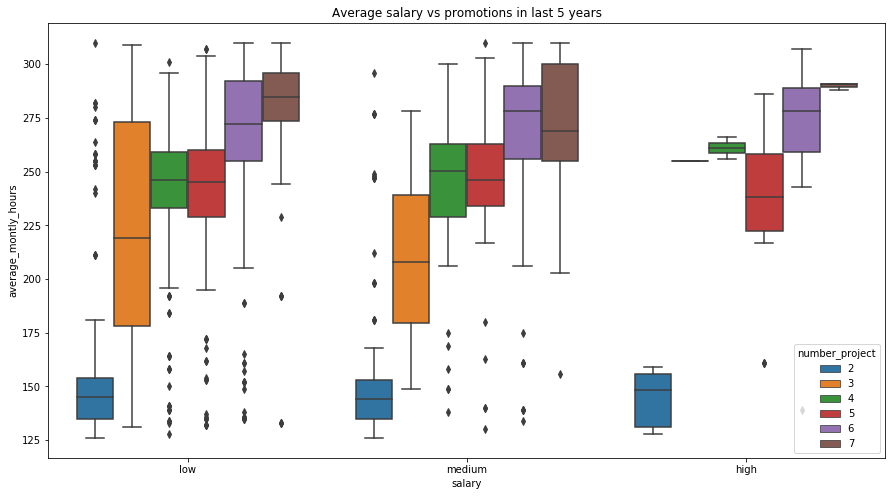 Average salary vs promotions in last 5 years
average_montly_hours
300
275
250
225
200
175
150
125
low
medium
high
salary
number_project
2
3
4
5
6
7